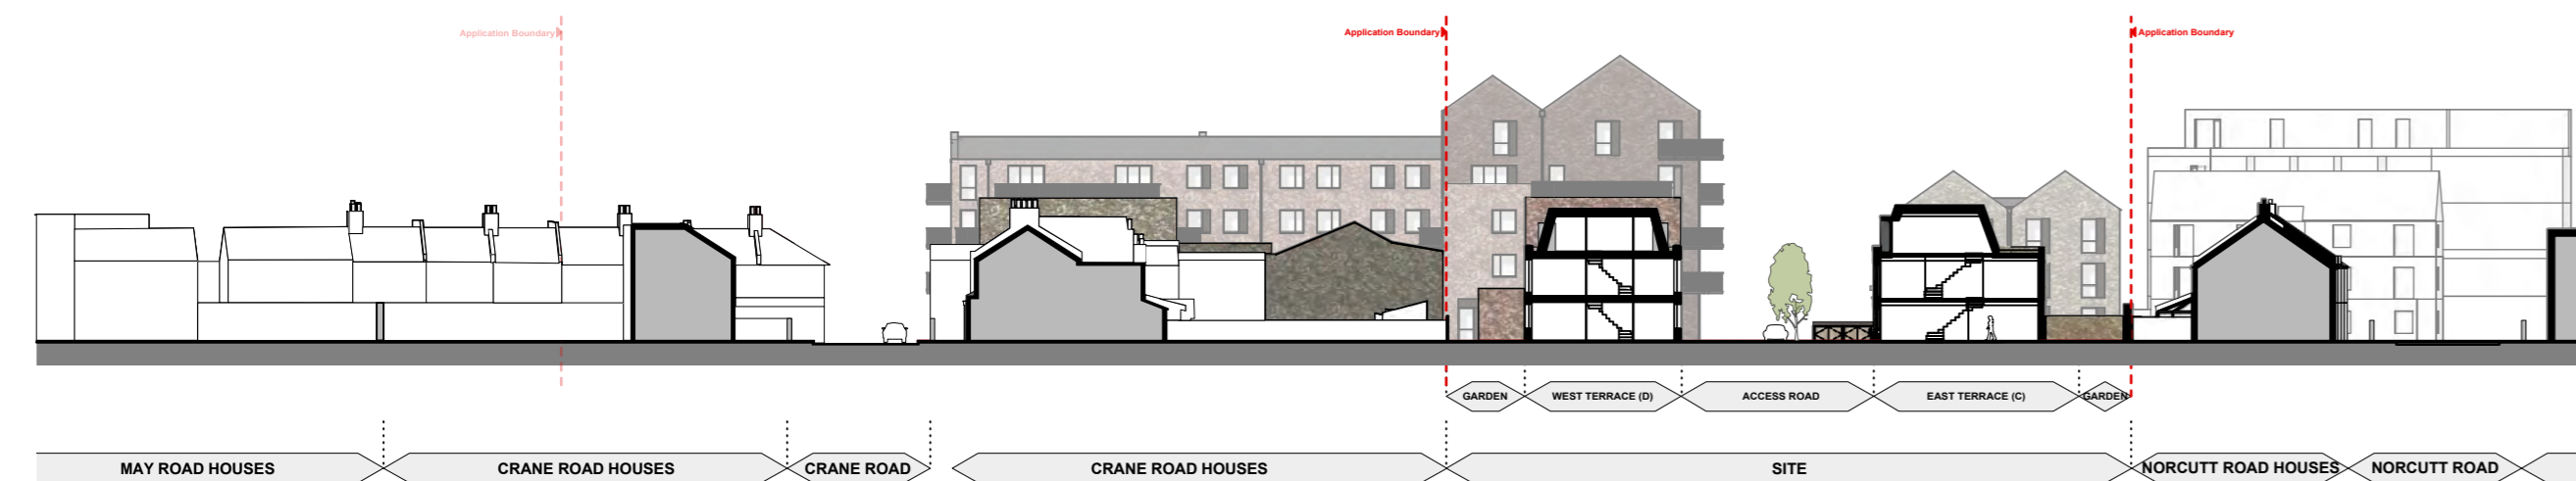 Application Boundary
Application Boundary
Application Boundary
GARDEN
WEST TERRACE (D)
ACCESS ROAD
EAST TERRACE (C)
GARDEN
MAY ROAD HOUSES
CRANE ROAD HOUSES
CRANE ROAD
CRANE ROAD HOUSES
SITE
NORCUTT ROAD HOUSES
NORCUTT ROAD